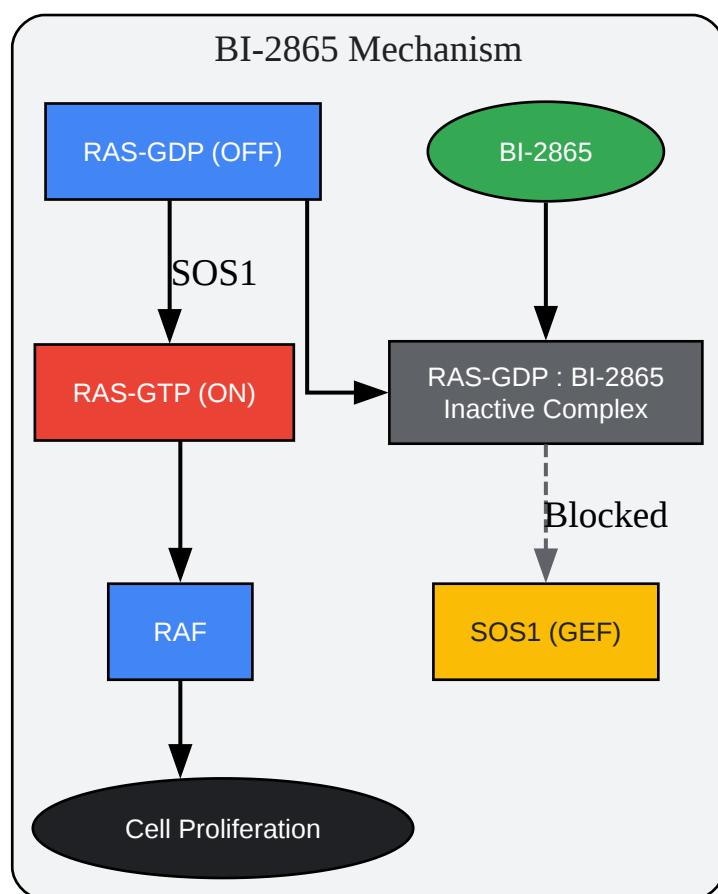 BI-2865 Mechanism
RAS-GDP (OFF)
BI-2865
SOS1
RAS-GTP (ON)
RAS-GDP : BI-2865
Inactive Complex
Blocked
RAF
SOS1 (GEF)
Cell Proliferation